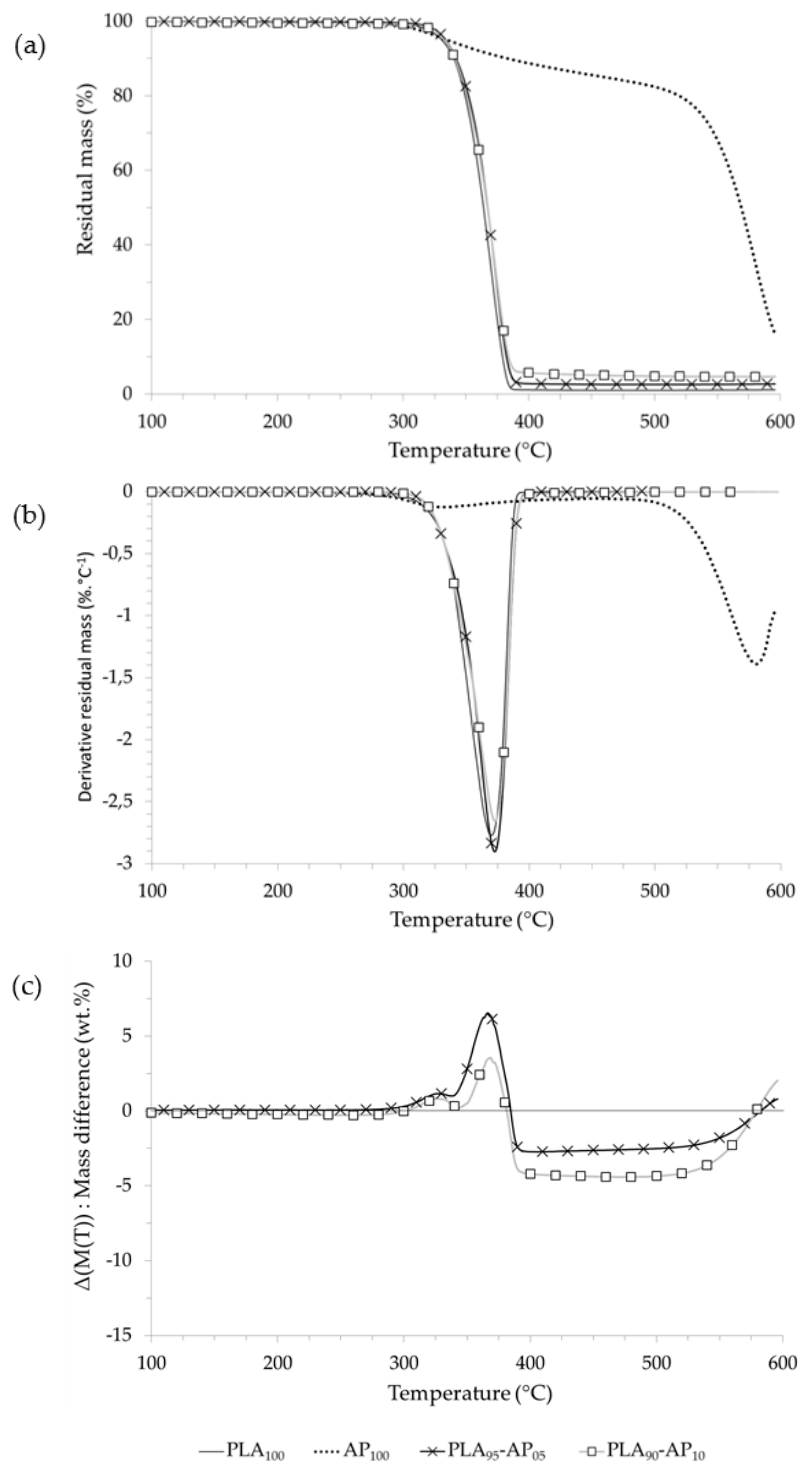 (a)
Residual mass (%)
100
80
60
40
20
0
100 200 300 400 500 600
Temperature (°C)
(b)
Derivative residual mass (%.°C⁻¹)
0
-0,5
-1
-1,5
-2
-2,5
-3
100 200 300 400 500 600
Temperature (°C)
(c)
Δ(M(T)) : Mass difference (wt.%)
10
5
0
-5
-10
-15
100 200 300 400 500 600
Temperature (°C)
PLA₁₀₀ AP₁₀₀ PLA₉₅-AP₀₅ PLA₉₀-AP₁₀